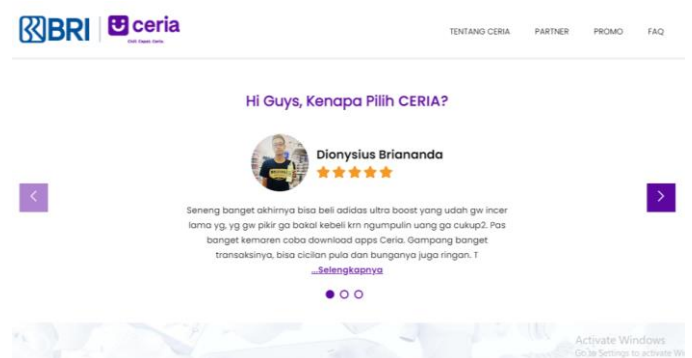 BRI ceria
TENTANG CERIA PARTNER PROMO FAQ
Hi Guys, Kenapa Pilih CERIA?
Dionysius Briananda
Seneng banget akhirnya bisa beli adidas ultra boost yang udah gw incer
lama yg, yg gw pikir ga bakal kebeli krn ngumpulin uang ga cukup2. Pas
banget kemaren coba download apps Ceria. Gampang banget
transaksinya, bisa cicilan pula dan bunganya juga ringan. T
...Selengkapnya
Activate Windows
Go to Settings to activate Wi